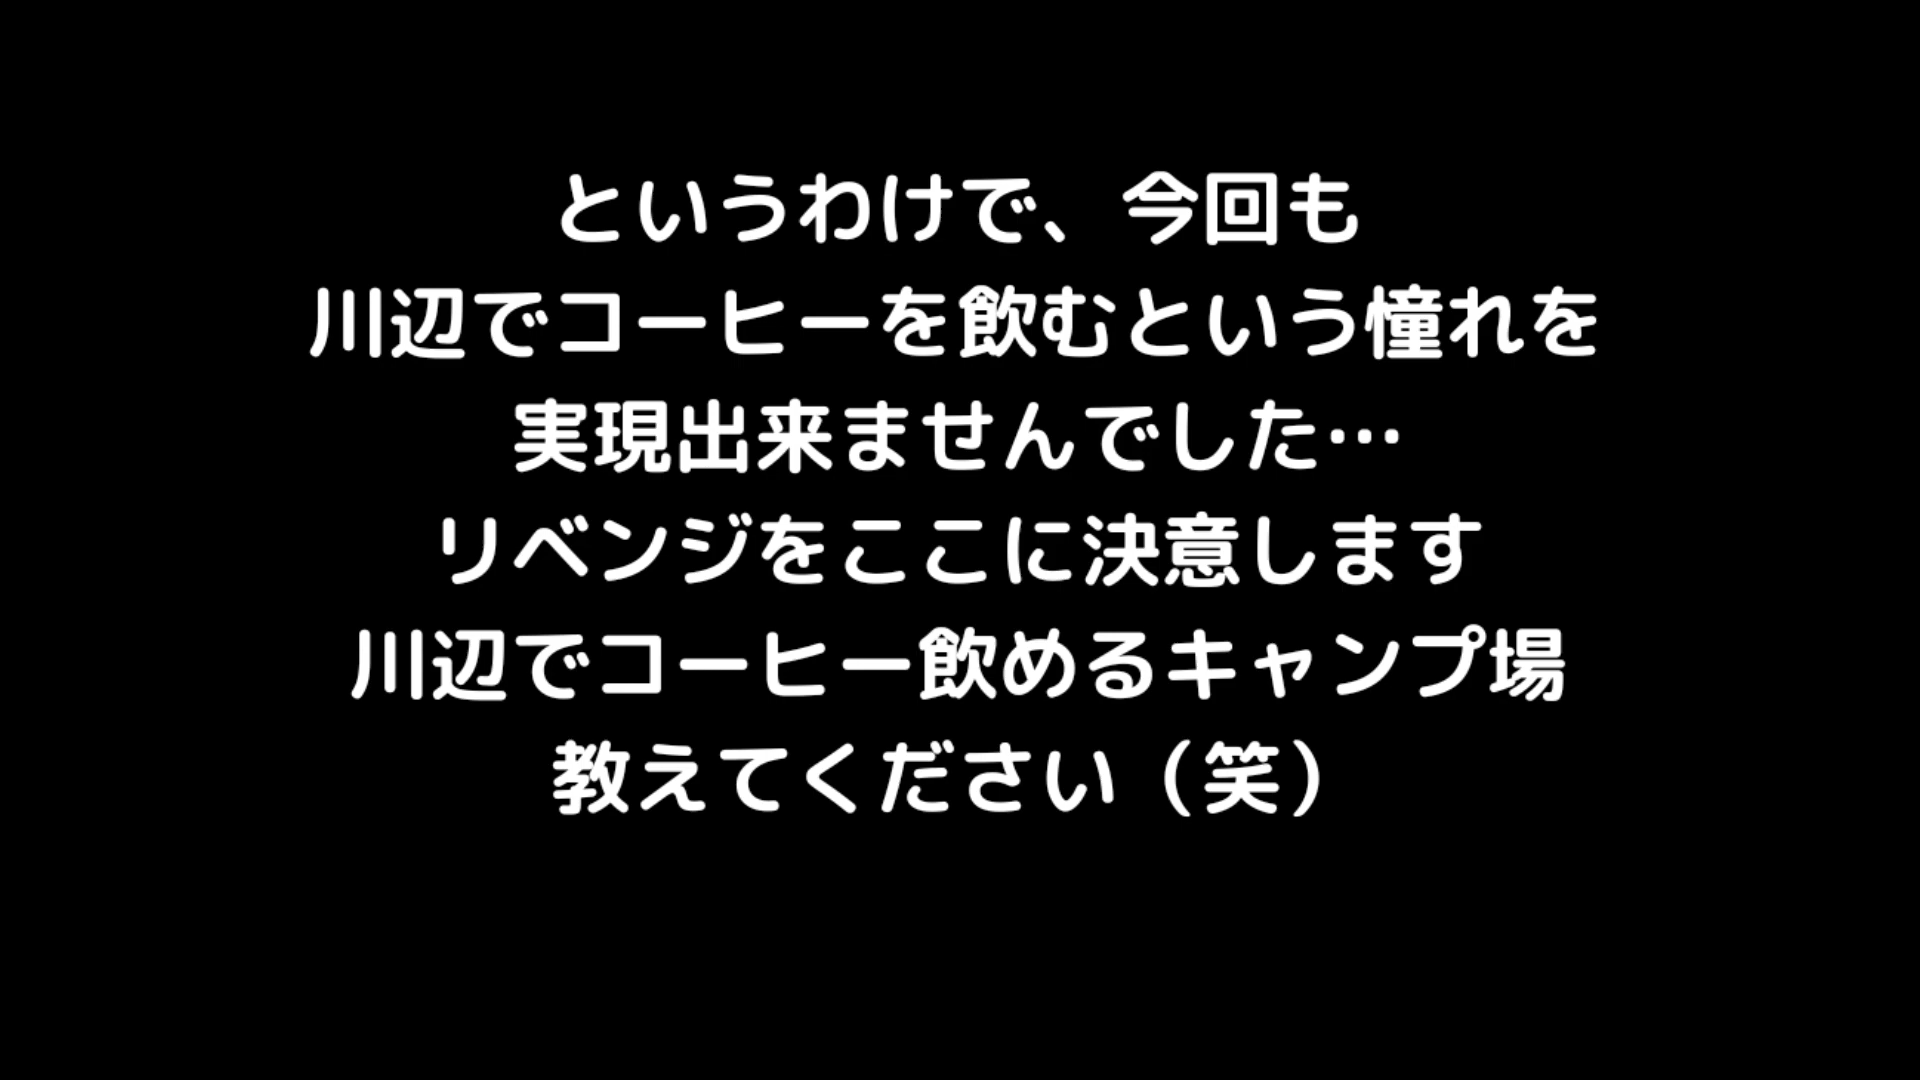 というわけで、今回も
川辺でコーヒーを飲むという憧れを
実現出来ませんでした…
リベンジをここに決意します
川辺でコーヒー飲めるキャンプ場
教えてください（笑）